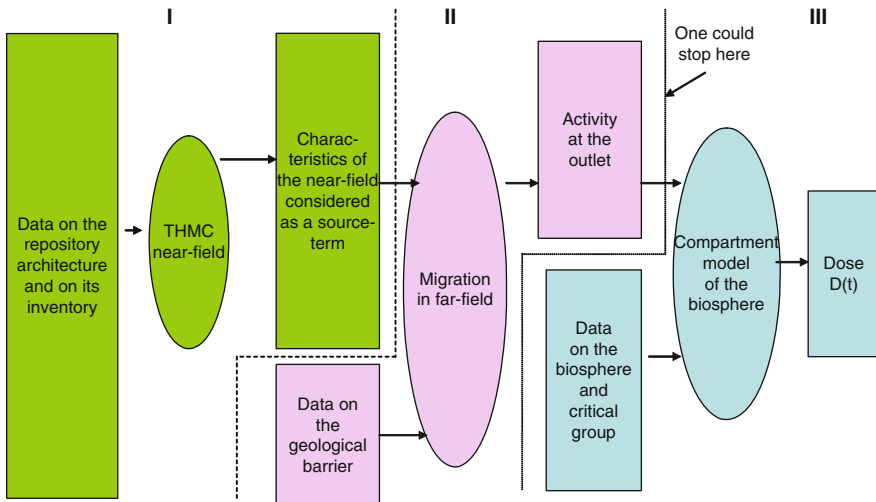 I
II
III
One could
stop here
Data on the
repository
architecture
and on its
inventory
THMC
near-field
Charac-
teristics of
the near-field
considered
as a source-
term
Data on
the
geological
barrier
Migration
in far-field
Activity
at the
outlet
Data
on the
biosphere
and
critical
group
Compartment
model
of the
biosphere
Dose
D(t)